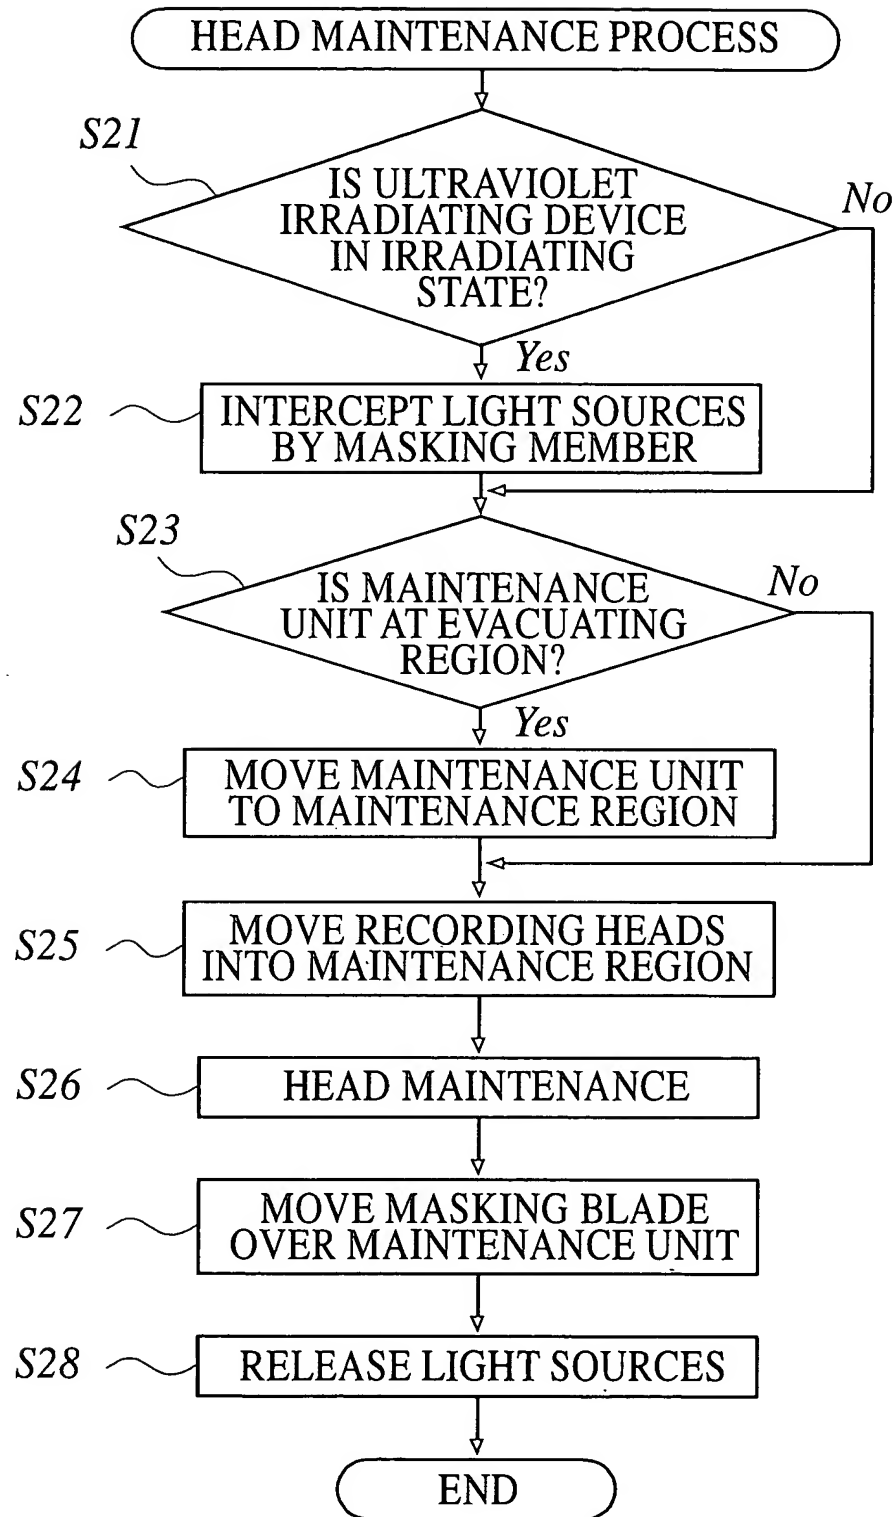 HEAD MAINTENANCE PROCESS
S21
IS ULTRAVIOLET
IRRADIATING DEVICE
IN IRRADIATING
STATE?
No
Yes
S22
INTERCEPT LIGHT SOURCES
BY MASKING MEMBER
S23
IS MAINTENANCE
UNIT AT EVACUATING
REGION?
No
Yes
S24
MOVE MAINTENANCE UNIT
TO MAINTENANCE REGION
S25
MOVE RECORDING HEADS
INTO MAINTENANCE REGION
S26
HEAD MAINTENANCE
S27
MOVE MASKING BLADE
OVER MAINTENANCE UNIT
S28
RELEASE LIGHT SOURCES
END